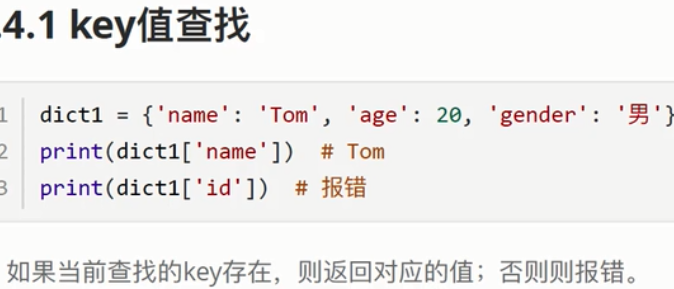 .4.1 key值查找
1 dict1 = {'name': 'Tom', 'age': 20, 'gender': '男'}
2 print(dict1['name']) # Tom
3 print(dict1['id']) # 报错
如果当前查找的key存在，则返回对应的值；否则则报错。